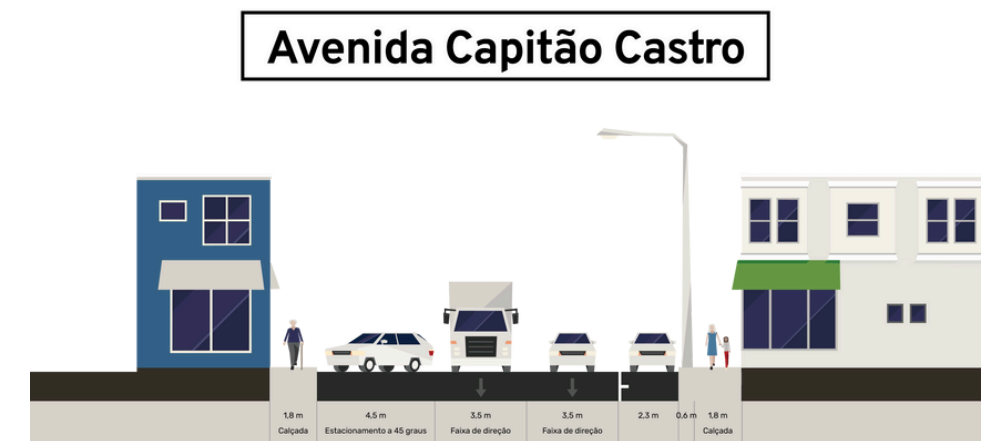 Avenida Capitão Castro
1,8 m 4,5 m 3,5 m 3,5 m 2,3 m 0.6 m 1,8 m
Calçada Estacionamento a 45 graus Faixa de direção Faixa de direção Calçada